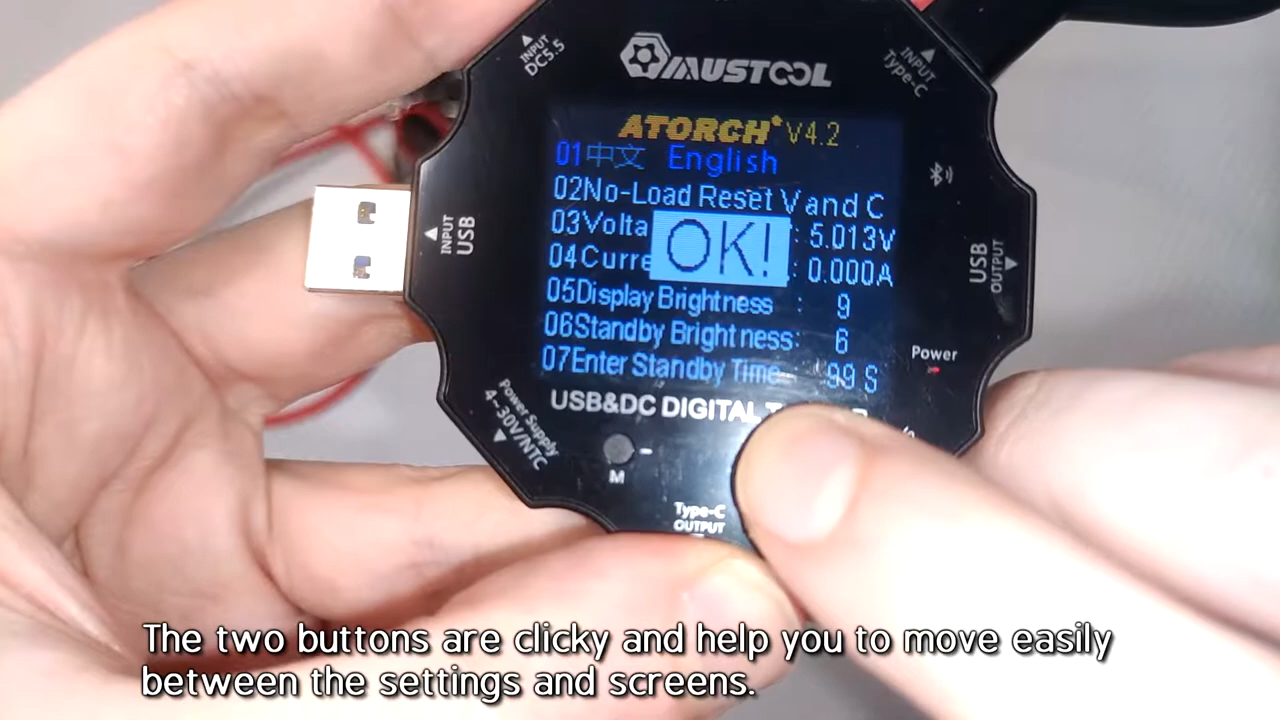 INPUT
DC5.5
MUSTOOL
INPUT
Type-C
ATORCH V4.2
01中文 English
02No-Load Reset V and C
03Volta : 5.013V
OK!
04Curre : 0.000A
05Display Brightness : 9
06Standby Brightness: 6
07Enter Standby Time 99 S
INPUT
USB
USB
OUTPUT
Power
USB&DC DIGITAL
Power Supply
4~30V/NTC
M
-
Type-C
OUTPUT
The two buttons are clicky and help you to move easily
between the settings and screens.